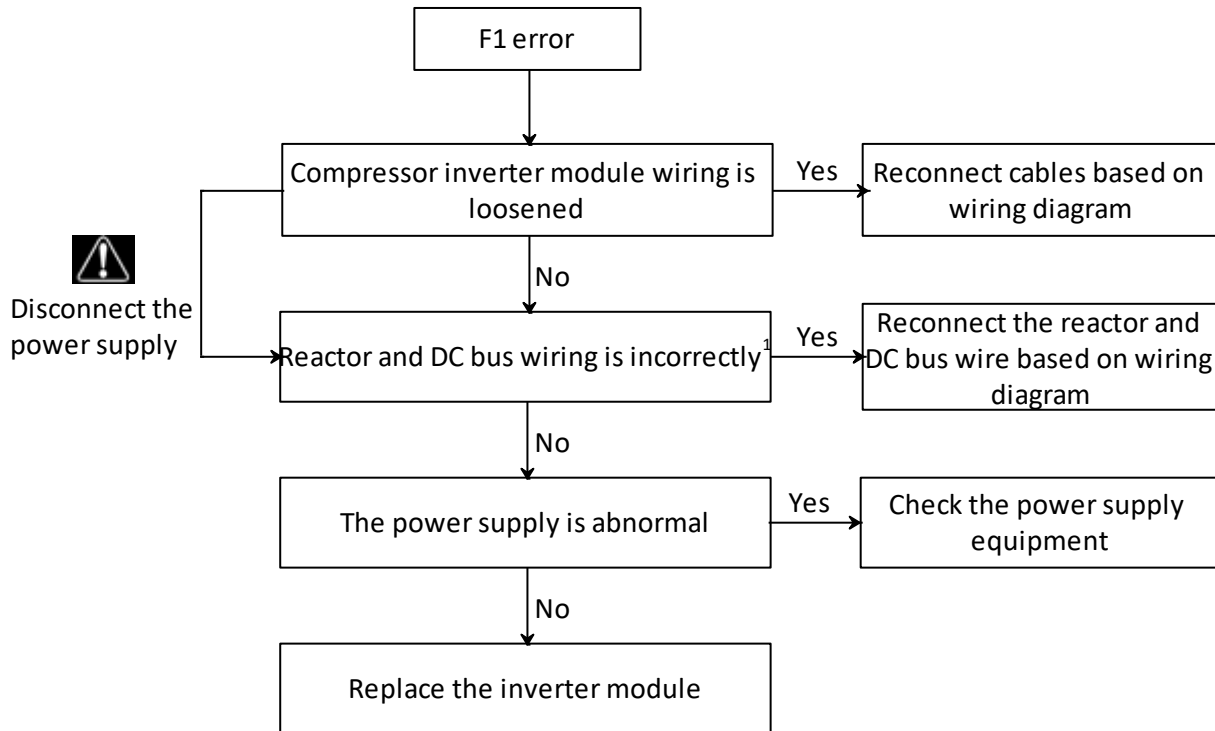 F1 error
Compressor inverter module wiring is
loosened
Yes
Reconnect cables based on
wiring diagram
No
Disconnect the
power supply
Reactor and DC bus wiring is incorrectly1
Yes
Reconnect the reactor and
DC bus wire based on wiring
diagram
No
The power supply is abnormal
Yes
Check the power supply
equipment
No
Replace the inverter module